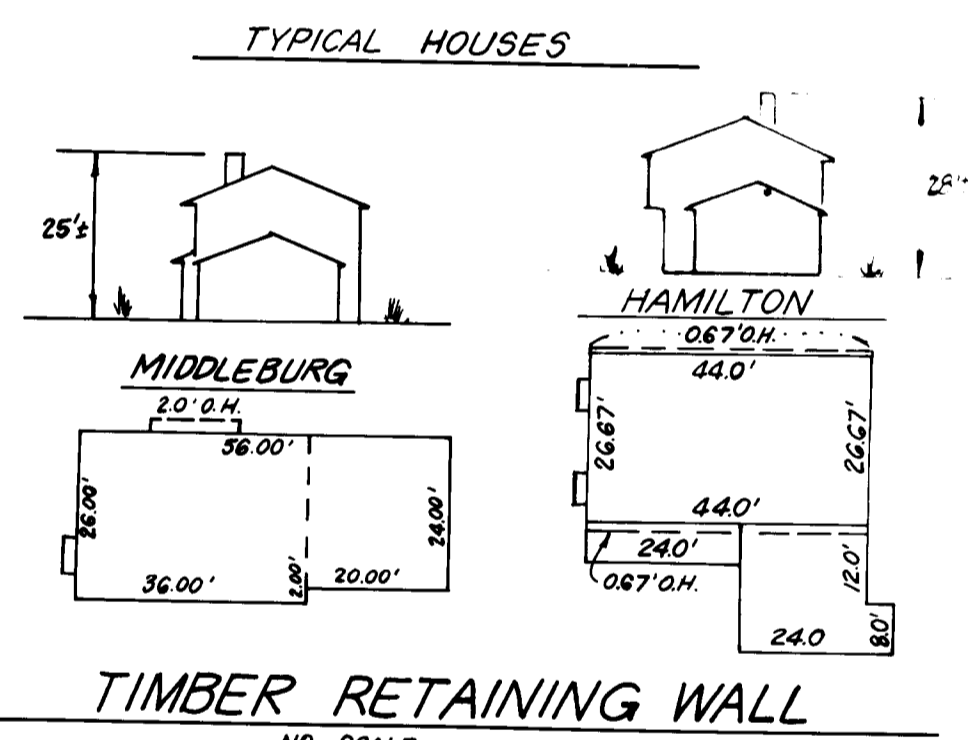 TYPICAL HOUSES
25'±
28'±
MIDDLEBURG
HAMILTON
2.0' O.H.
56.00'
26.00'
24.00'
36.00'
2.00'
20.00'
0.67' O.H.
44.0'
26.67'
26.67'
44.0'
24.0'
0.67' O.H.
12.0'
24.0
8.0'
TIMBER RETAINING WALL